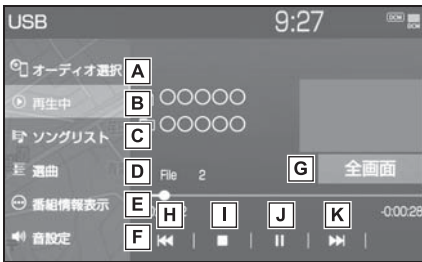 USB
9:27
DCM
DCM
オーディオ選択 A
再生中 B
ソングリスト C
選曲 D
番組情報表示 E
音設定 F
○○○○○
○○○○○
File 2
G 全画面
-0:00:28
H I J K